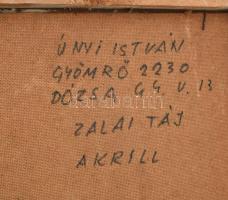 ÚNYI ISTVÁN
GYÖMRŐ 2230
DÓZSA GY. U. 13
ZALAI TÁJ
AKRILL